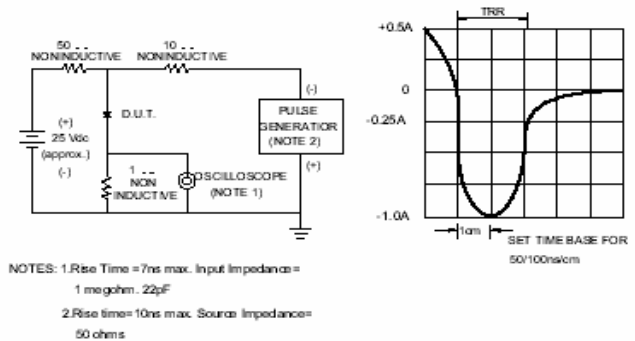 50 ..
NONINDUCTIVE
10 ..
NONINDUCTIVE
(+)
25 Vdc
(approx.)
(-)
D.U.T.
1 ..
NON
INDUCTIVE
OSCILLOSCOPE
(NOTE 1)
(-)
PULSE
GENERATIOR
(NOTE 2)
(+)
TRR
+0.5A
0
-0.25A
-1.0A
1cm
SET TIME BASE FOR
50/100ns/cm
NOTES: 1.Rise Time =7ns max. Input Impedance=
1 megohm. 22pF
2.Rise time=10ns max. Source Impedance=
50 ohms